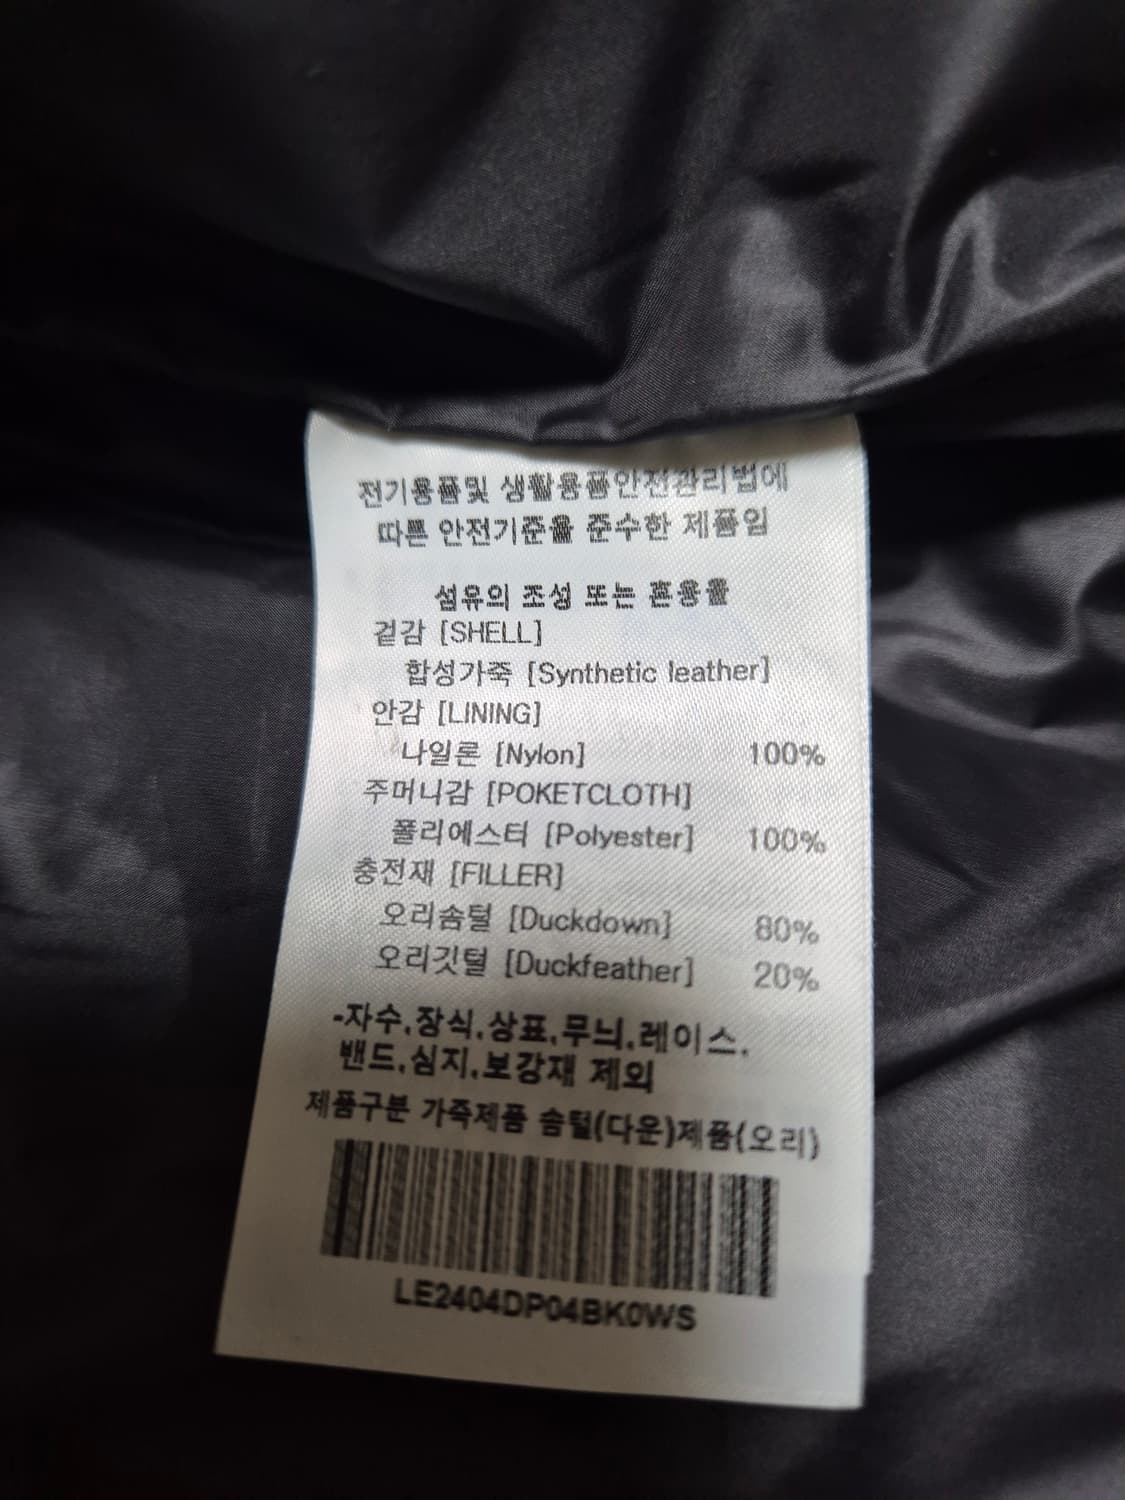 전기용품및 생활용품안전관리법에
따른 안전기준을 준수한 제품임
섬유의 조성 또는 혼용율
겉감 [SHELL]
합성가죽 [Synthetic leather]
안감 [LINING]
나일론 [Nylon] 100%
주머니감 [POKETCLOTH]
폴리에스터 [Polyester] 100%
충전재 [FILLER]
오리솜털 [Duckdown] 80%
오리깃털 [Duckfeather] 20%
-자수,장식,상표,무늬,레이스,
밴드,심지,보강재 제외
제품구분 가죽제품 솜털(다운)제품(오리)
LE2404DP04BK0WS